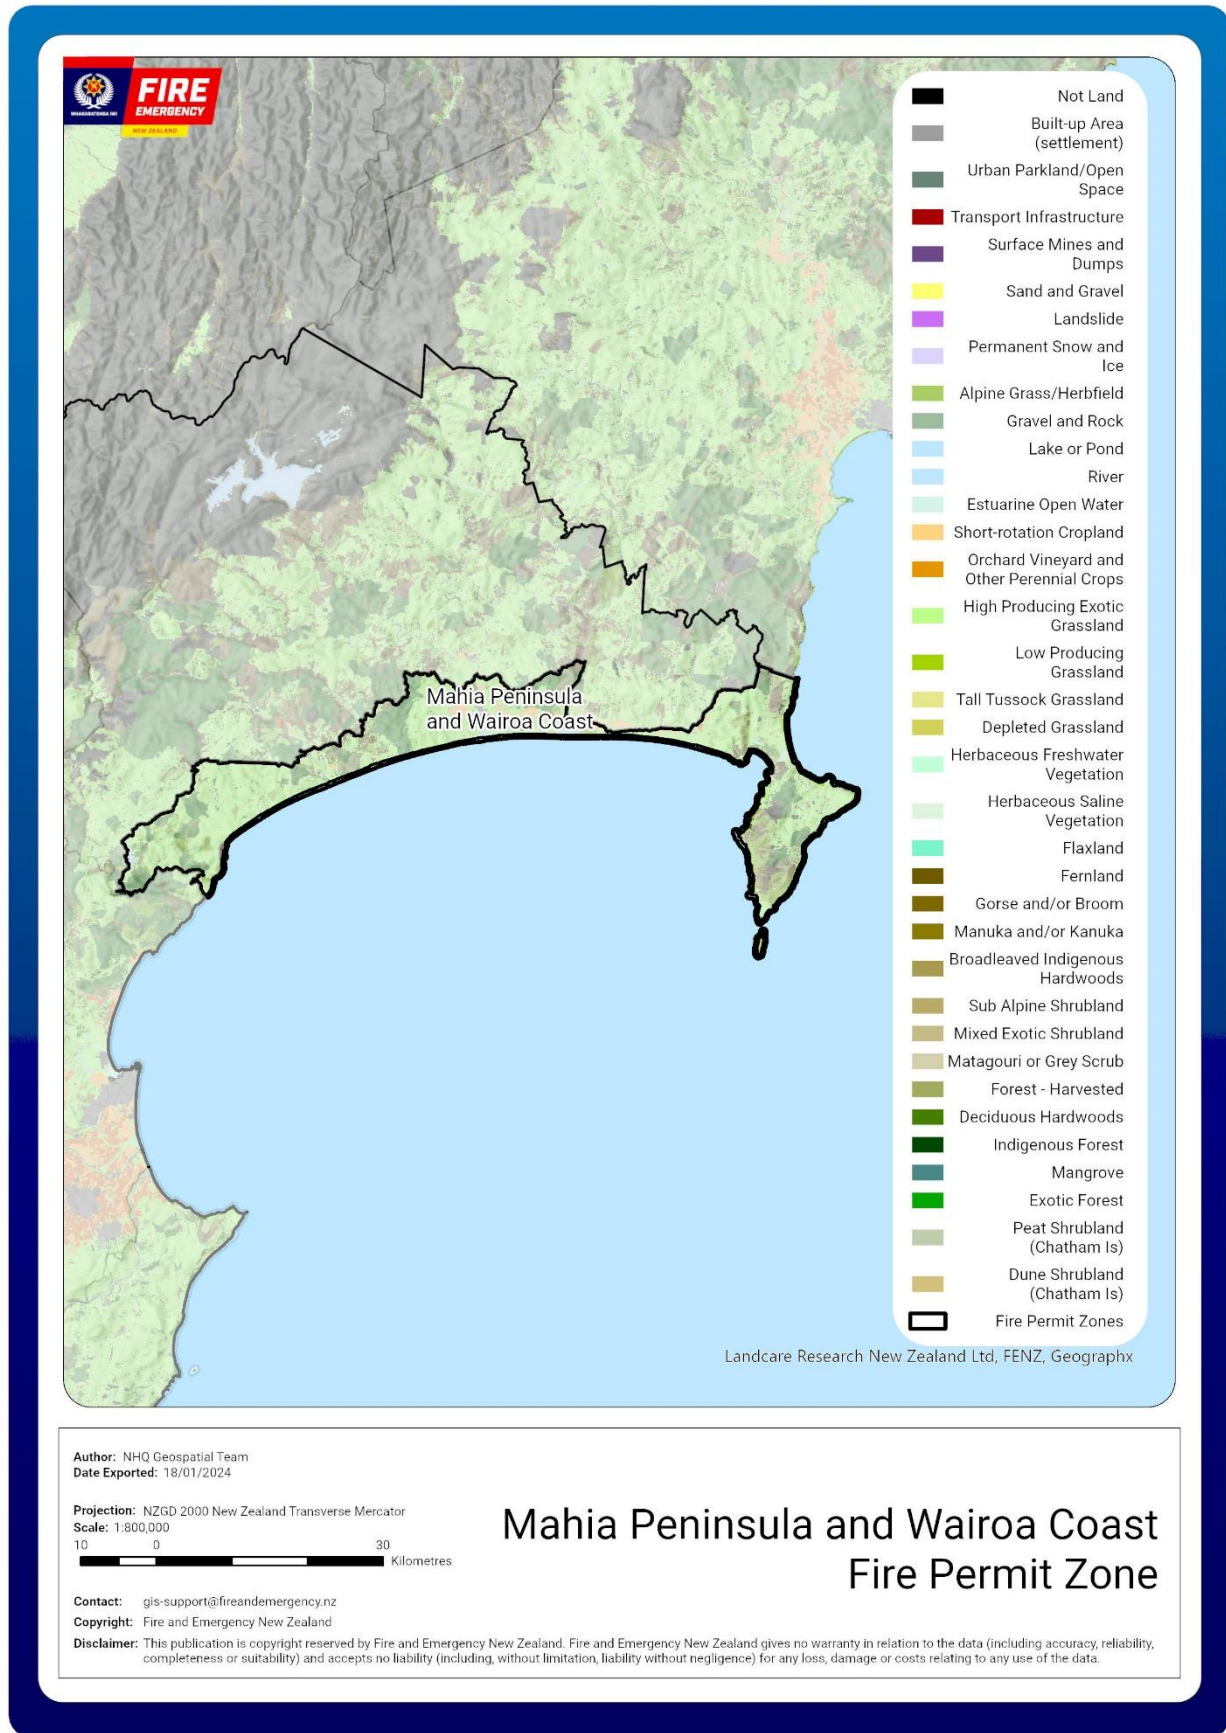 FIRE
EMERGENCY
NEW ZEALAND
WHAKARATONGA IWI
Not Land
Built-up Area
(settlement)
Urban Parkland/Open
Space
Transport Infrastructure
Surface Mines and
Dumps
Sand and Gravel
Landslide
Permanent Snow and
Ice
Alpine Grass/Herbfield
Gravel and Rock
Lake or Pond
River
Estuarine Open Water
Short-rotation Cropland
Orchard Vineyard and
Other Perennial Crops
High Producing Exotic
Grassland
Low Producing
Grassland
Tall Tussock Grassland
Depleted Grassland
Herbaceous Freshwater
Vegetation
Herbaceous Saline
Vegetation
Flaxland
Fernland
Gorse and/or Broom
Manuka and/or Kanuka
Broadleaved Indigenous
Hardwoods
Sub Alpine Shrubland
Mixed Exotic Shrubland
Matagouri or Grey Scrub
Forest - Harvested
Deciduous Hardwoods
Indigenous Forest
Mangrove
Exotic Forest
Peat Shrubland
(Chatham Is)
Dune Shrubland
(Chatham Is)
Fire Permit Zones
Mahia Peninsula
and Wairoa Coast
Landcare Research New Zealand Ltd, FENZ, Geographx
Author: NHQ Geospatial Team
Date Exported: 18/01/2024
Projection: NZGD 2000 New Zealand Transverse Mercator
Scale: 1:800,000
10 0 30
Kilometres
Mahia Peninsula and Wairoa Coast
Fire Permit Zone
Contact: gis-support@fireandemergency.nz
Copyright: Fire and Emergency New Zealand
Disclaimer: This publication is copyright reserved by Fire and Emergency New Zealand. Fire and Emergency New Zealand gives no warranty in relation to the data (including accuracy, reliability,
completeness or suitability) and accepts no liability (including, without limitation, liability without negligence) for any loss, damage or costs relating to any use of the data.